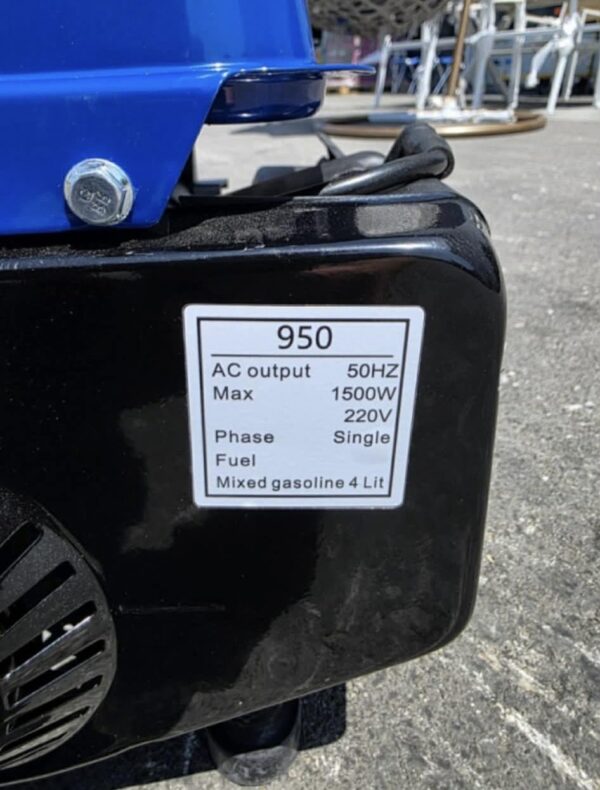 950
AC output 50HZ
Max 1500W
220V
Phase Single
Fuel
Mixed gasoline 4 Lit